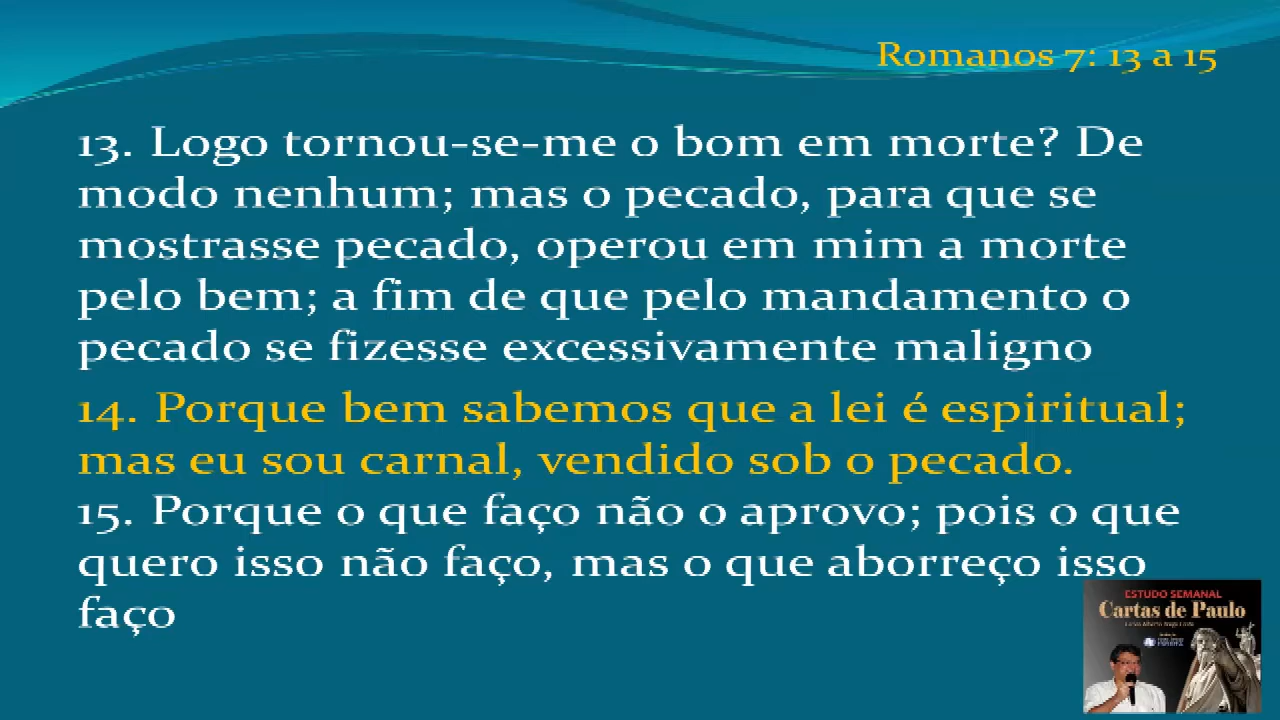 Romanos 7: 13 a 15
13. Logo tornou-se-me o bom em morte? De
modo nenhum; mas o pecado, para que se
mostrasse pecado, operou em mim a morte
pelo bem; a fim de que pelo mandamento o
pecado se fizesse excessivamente maligno
14. Porque bem sabemos que a lei é espiritual;
mas eu sou carnal, vendido sob o pecado.
15. Porque o que faço não o aprovo; pois o que
quero isso não faço, mas o que aborreço isso
faço
ESTUDO SEMANAL
Cartas de Paulo